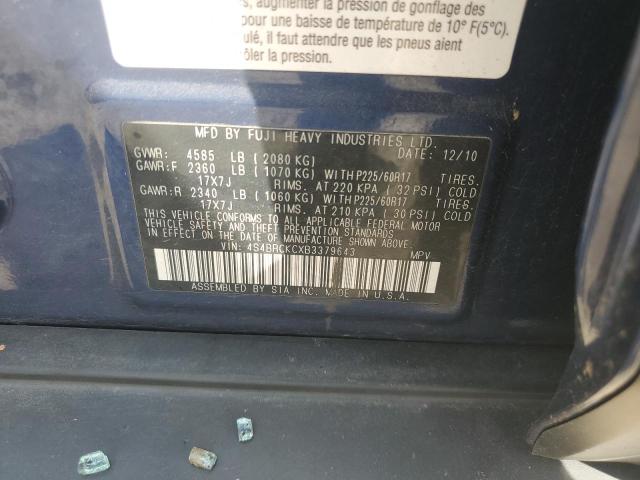 es, augmenter la pression de gonflage des
pour une baisse de température de 10° F(5°C).
ulé, il faut attendre que les pneus aient
ôler la pression.
MFD BY FUJI HEAVY INDUSTRIES LTD.
GVWR: 4585 LB ( 2080 KG) DATE: 12/10
GAWR:F 2360 LB ( 1070 KG) WITH P225/60R17 TIRES.
17X7J RIMS. AT 220 KPA ( 32 PSI) COLD
GAWR:R 2340 LB ( 1060 KG) WITH P225/60R17 TIRES.
17X7J RIMS. AT 210 KPA ( 30 PSI) COLD
THIS VEHICLE CONFORMS TO ALL APPLICABLE FEDERAL MOTOR
VEHICLE SAFETY AND THEFT PREVENTION STANDARDS IN
EFFECT ON THE DATE OF MANUFACTURE SHOWN ABOVE.
VIN: 4S4BRCKCXB3379643 MPV
ASSEMBLED BY SIA INC. MADE IN U.S.A.